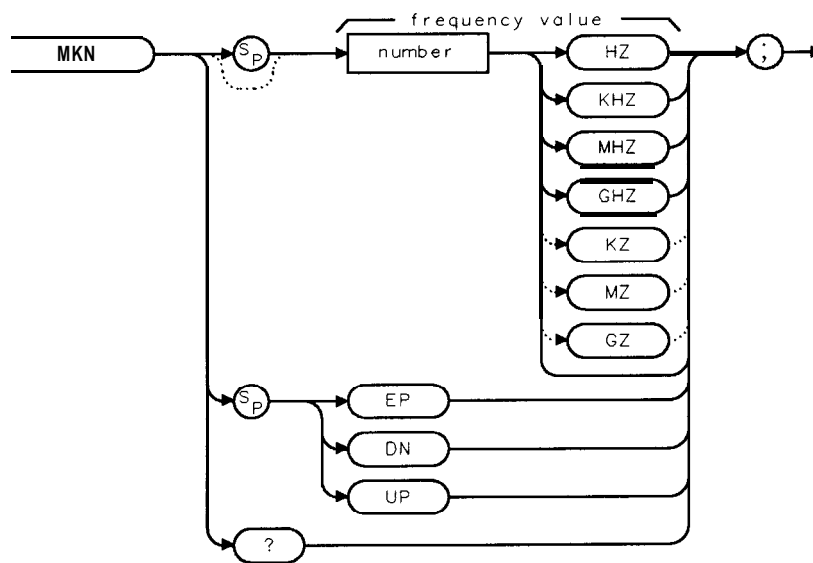 frequency value
MKN
SP
number
HZ
;
KHZ
MHZ
GHZ
KZ
MZ
GZ
SP
EP
DN
UP
?